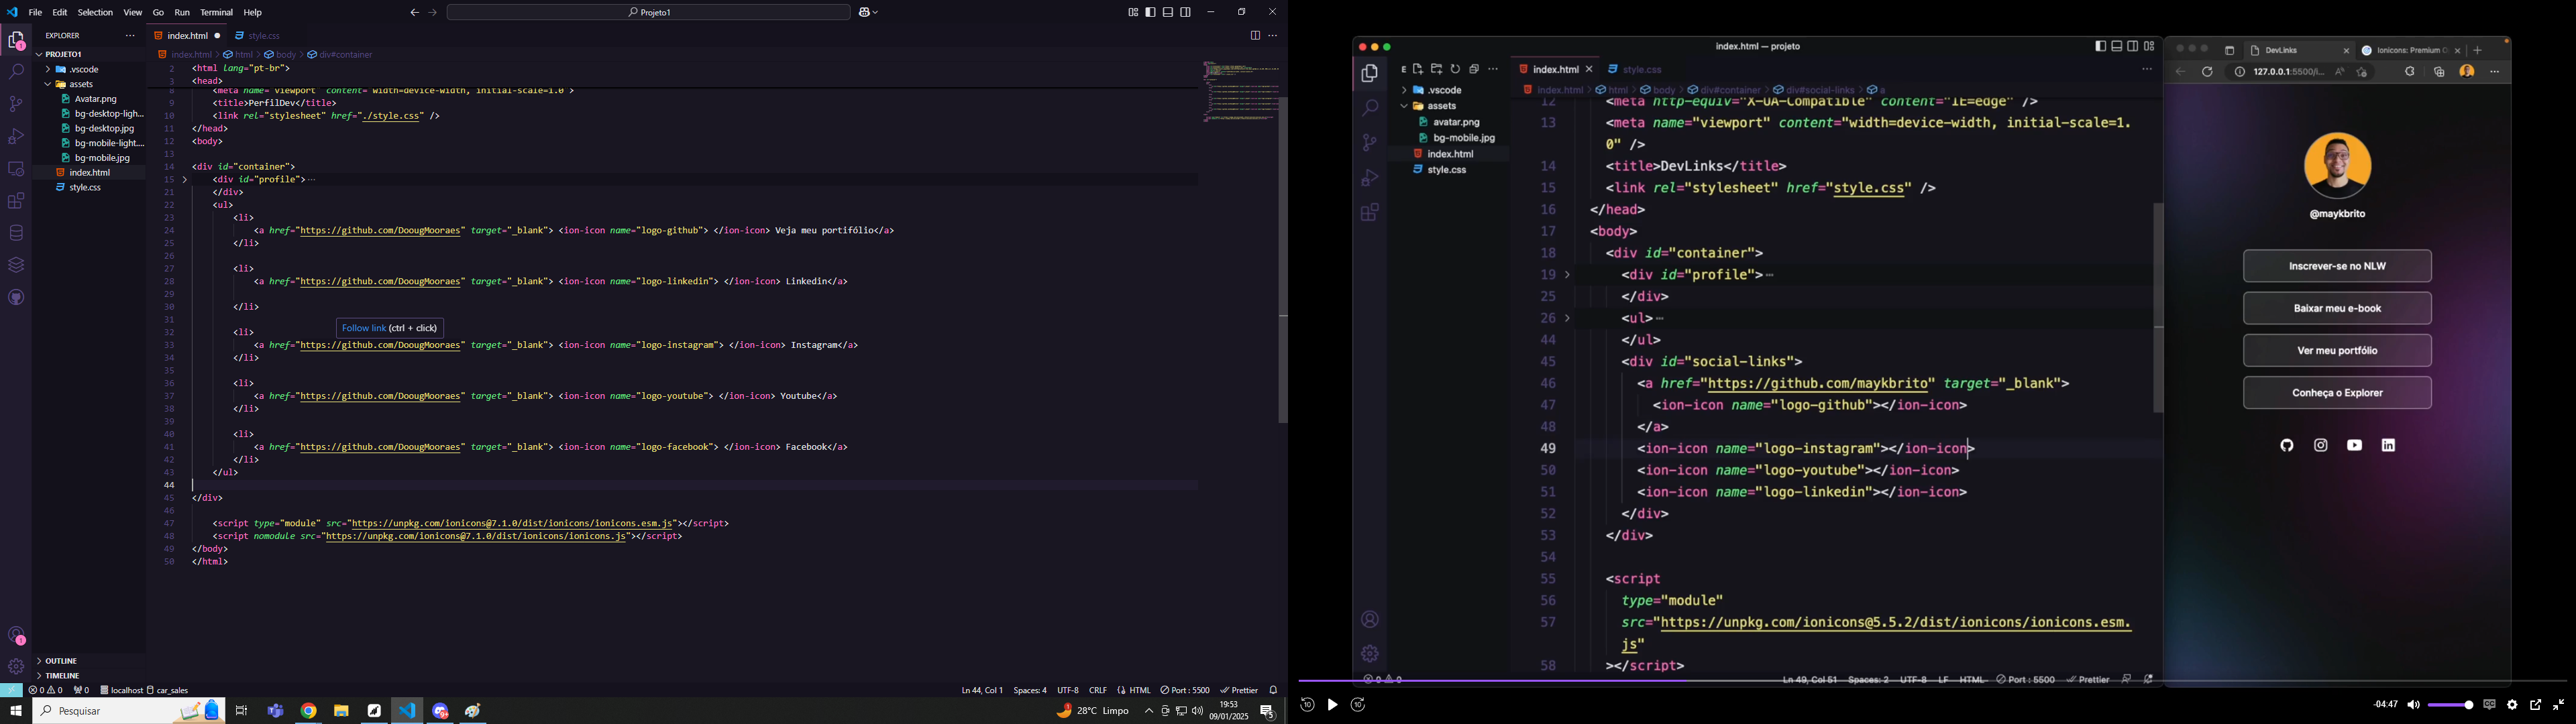 File Edit Selection View Go Run Terminal Help
Projeto1
EXPLORER
PROJETO1
.vscode
assets
Avatar.png
bg-desktop-ligh...
bg-desktop.jpg
bg-mobile-light....
bg-mobile.jpg
index.html
style.css
OUTLINE
TIMELINE
index.html
style.css
index.html > html > body > div#container
2 <html lang="pt-br">
3 <head>
8 <meta name="viewport" content="width=device-width, initial-scale=1.0">
9 <title>PerfilDev</title>
10 <link rel="stylesheet" href="./style.css" />
11 </head>
12 <body>
13
14 <div id="container">
15 <div id="profile"> ...
21 </div>
22 <ul>
23 <li>
24 <a href="https://github.com/DoougMooraes" target="_blank"> <ion-icon name="logo-github"> </ion-icon> Veja meu portifólio</a>
25 </li>
26
27 <li>
28 <a href="https://github.com/DoougMooraes" target="_blank"> <ion-icon name="logo-linkedin"> </ion-icon> Linkedin</a>
29
30 </li>
31
Follow link (ctrl + click)
32 <li>
33 <a href="https://github.com/DoougMooraes" target="_blank"> <ion-icon name="logo-instagram"> </ion-icon> Instagram</a>
34 </li>
35
36 <li>
37 <a href="https://github.com/DoougMooraes" target="_blank"> <ion-icon name="logo-youtube"> </ion-icon> Youtube</a>
38 </li>
39
40 <li>
41 <a href="https://github.com/DoougMooraes" target="_blank"> <ion-icon name="logo-facebook"> </ion-icon> Facebook</a>
42 </li>
43 </ul>
44
45 </div>
46
47 <script type="module" src="https://unpkg.com/ionicons@7.1.0/dist/ionicons/ionicons.esm.js"></script>
48 <script nomodule src="https://unpkg.com/ionicons@7.1.0/dist/ionicons/ionicons.js"></script>
49 </body>
50 </html>
0 0 0 localhost car_sales
Ln 44, Col 1 Spaces: 4 UTF-8 CRLF HTML Port : 5500 Prettier
Pesquisar
28°C Limpo
19:53
09/01/2025
5
index.html — projeto
E
.vscode
assets
avatar.png
bg-mobile.jpg
index.html
style.css
index.html
style.css
index.html > html > body > div#container > div#social-links > a
12 <meta http-equiv="X-UA-Compatible" content="IE=edge" />
13 <meta name="viewport" content="width=device-width, initial-scale=1.
0" />
14 <title>DevLinks</title>
15 <link rel="stylesheet" href="style.css" />
16 </head>
17 <body>
18 <div id="container">
19 <div id="profile"> ...
25 </div>
26 <ul> ...
44 </ul>
45 <div id="social-links">
46 <a href="https://github.com/maykbrito" target="_blank">
47 <ion-icon name="logo-github"></ion-icon>
48 </a>
49 <ion-icon name="logo-instagram"></ion-icon>
50 <ion-icon name="logo-youtube"></ion-icon>
51 <ion-icon name="logo-linkedin"></ion-icon>
52 </div>
53 </div>
54
55 <script
56 type="module"
57 src="https://unpkg.com/ionicons@5.5.2/dist/ionicons/ionicons.esm.
js"
58 ></script>
0 0
Ln 49, Col 51 Spaces: 2 UTF-8 LF HTML Port : 5500 Prettier
DevLinks
Ionicons: Premium O
127.0.0.1:5500/i...
@maykbrito
Inscrever-se no NLW
Baixar meu e-book
Ver meu portfólio
Conheça o Explorer
10
10
-04:47